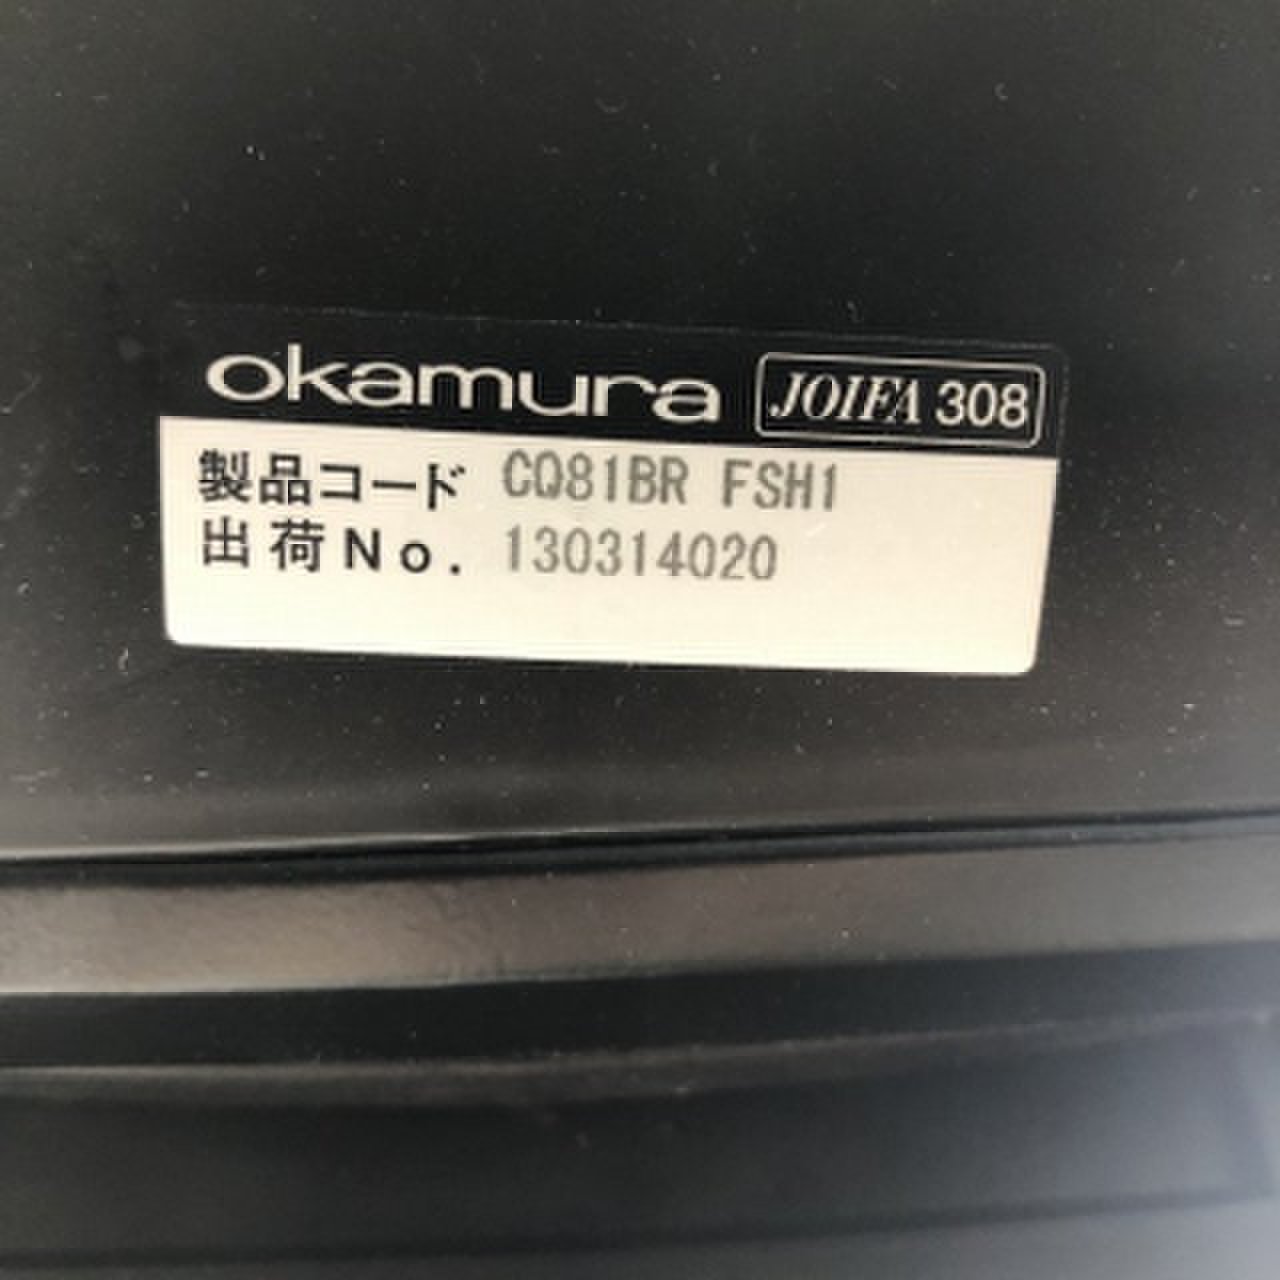 okamura JOIFA 308
製品コード CQ81BR FSH1
出荷No. 130314020